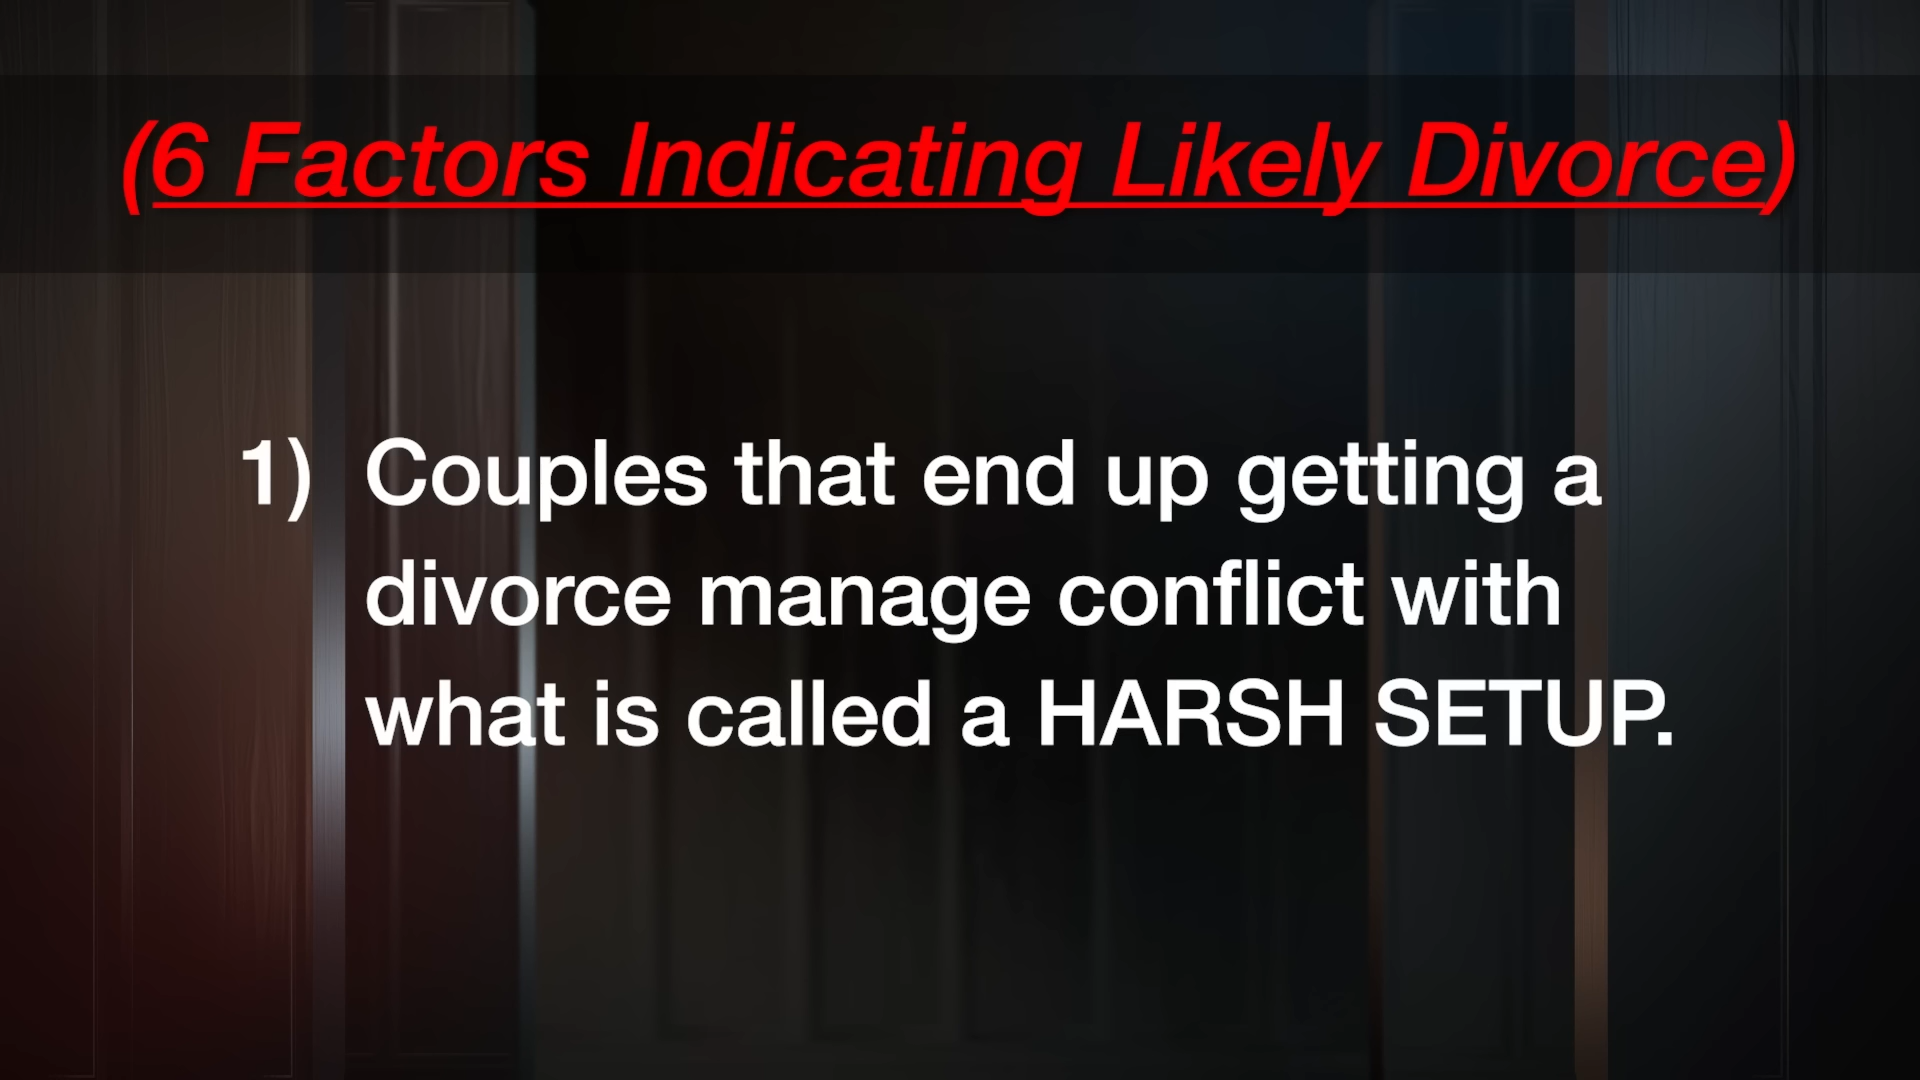 (6 Factors Indicating Likely Divorce)
1) Couples that end up getting a
divorce manage conflict with
what is called a HARSH SETUP.